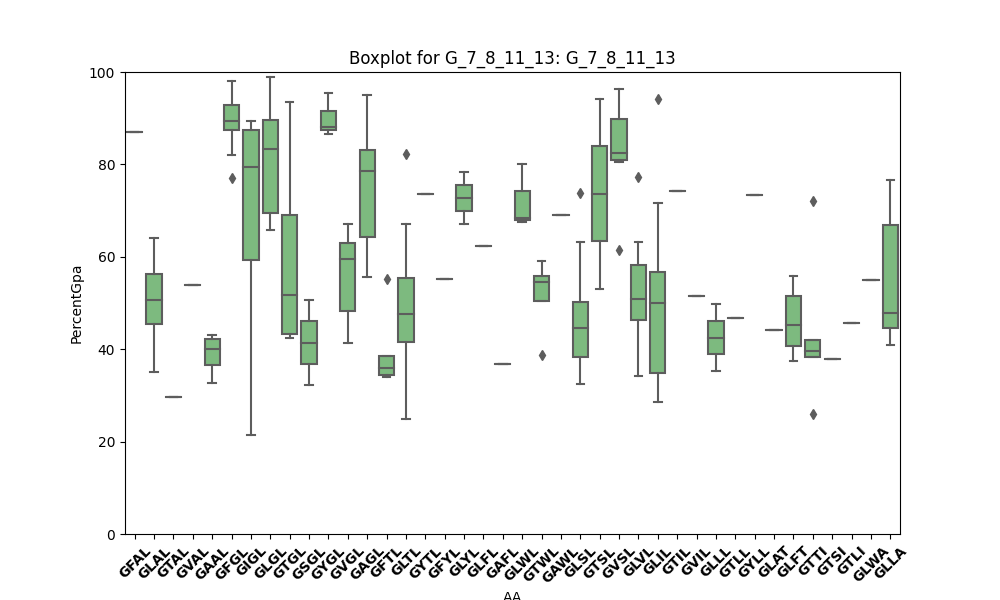 Boxplot for G_7_8_11_13: G_7_8_11_13
100
80
60
40
20
0
PercentGpa
GFAL
GLAL
GTAL
GVAL
GAAL
GFGL
GIGL
GLGL
GTGL
GSGL
GYGL
GVGL
GAGL
GFTL
GLTL
GYTL
GFYL
GLYL
GLFL
GAFL
GLWL
GTWL
GAWL
GLSL
GTSL
GVSL
GLVL
GLIL
GTIL
GVIL
GLLL
GTLL
GYLL
GLAT
GLFT
GTTI
GTSI
GTLI
GLWA
GLLA
AA